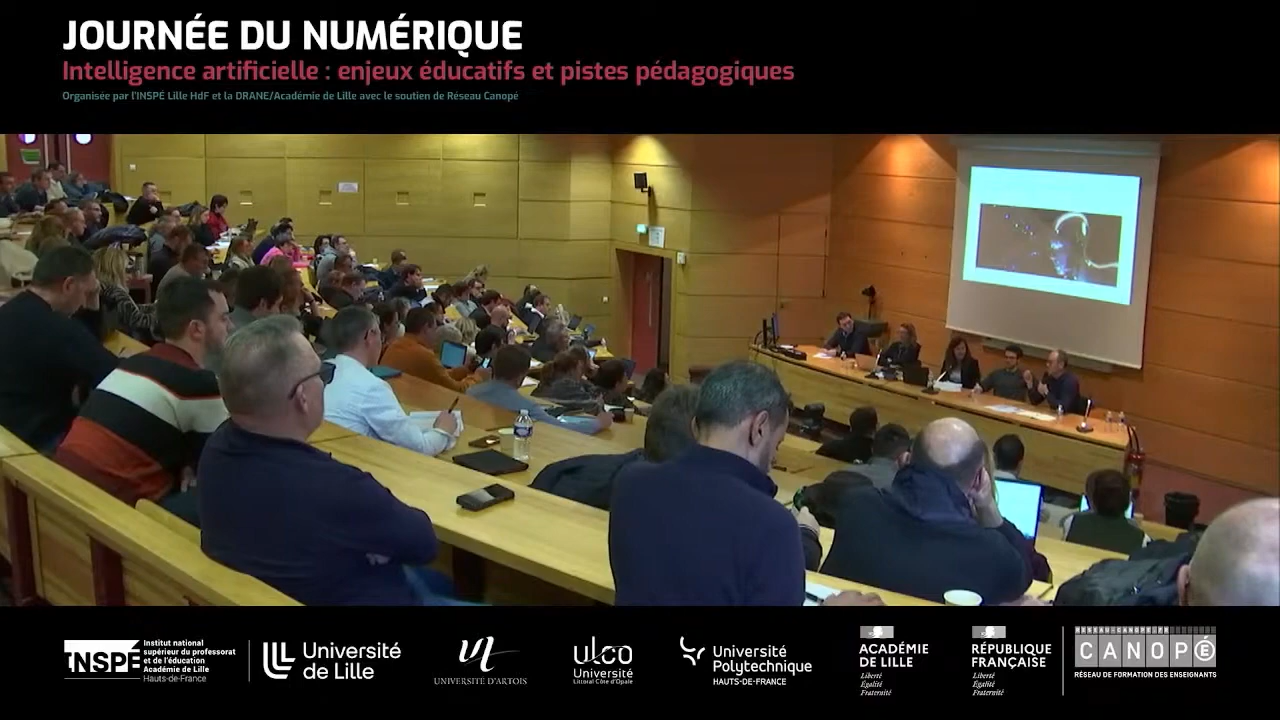 JOURNÉE DU NUMÉRIQUE
Intelligence artificielle : enjeux éducatifs et pistes pédagogiques
Organisée par l'INSPÉ Lille HdF et la DRANE/Académie de Lille avec le soutien de Réseau Canopé
INSPÉ
Institut national
supérieur du professorat
et de l'éducation
Académie de Lille
Hauts-de-France
Université
de Lille
UNIVERSITÉ D'ARTOIS
ulco
Université
Littoral Côte d'Opale
Université
Polytechnique
HAUTS-DE-FRANCE
ACADÉMIE
DE LILLE
Liberté
Égalité
Fraternité
RÉPUBLIQUE
FRANÇAISE
Liberté
Égalité
Fraternité
CANOPÉ
RÉSEAU DE FORMATION DES ENSEIGNANTS